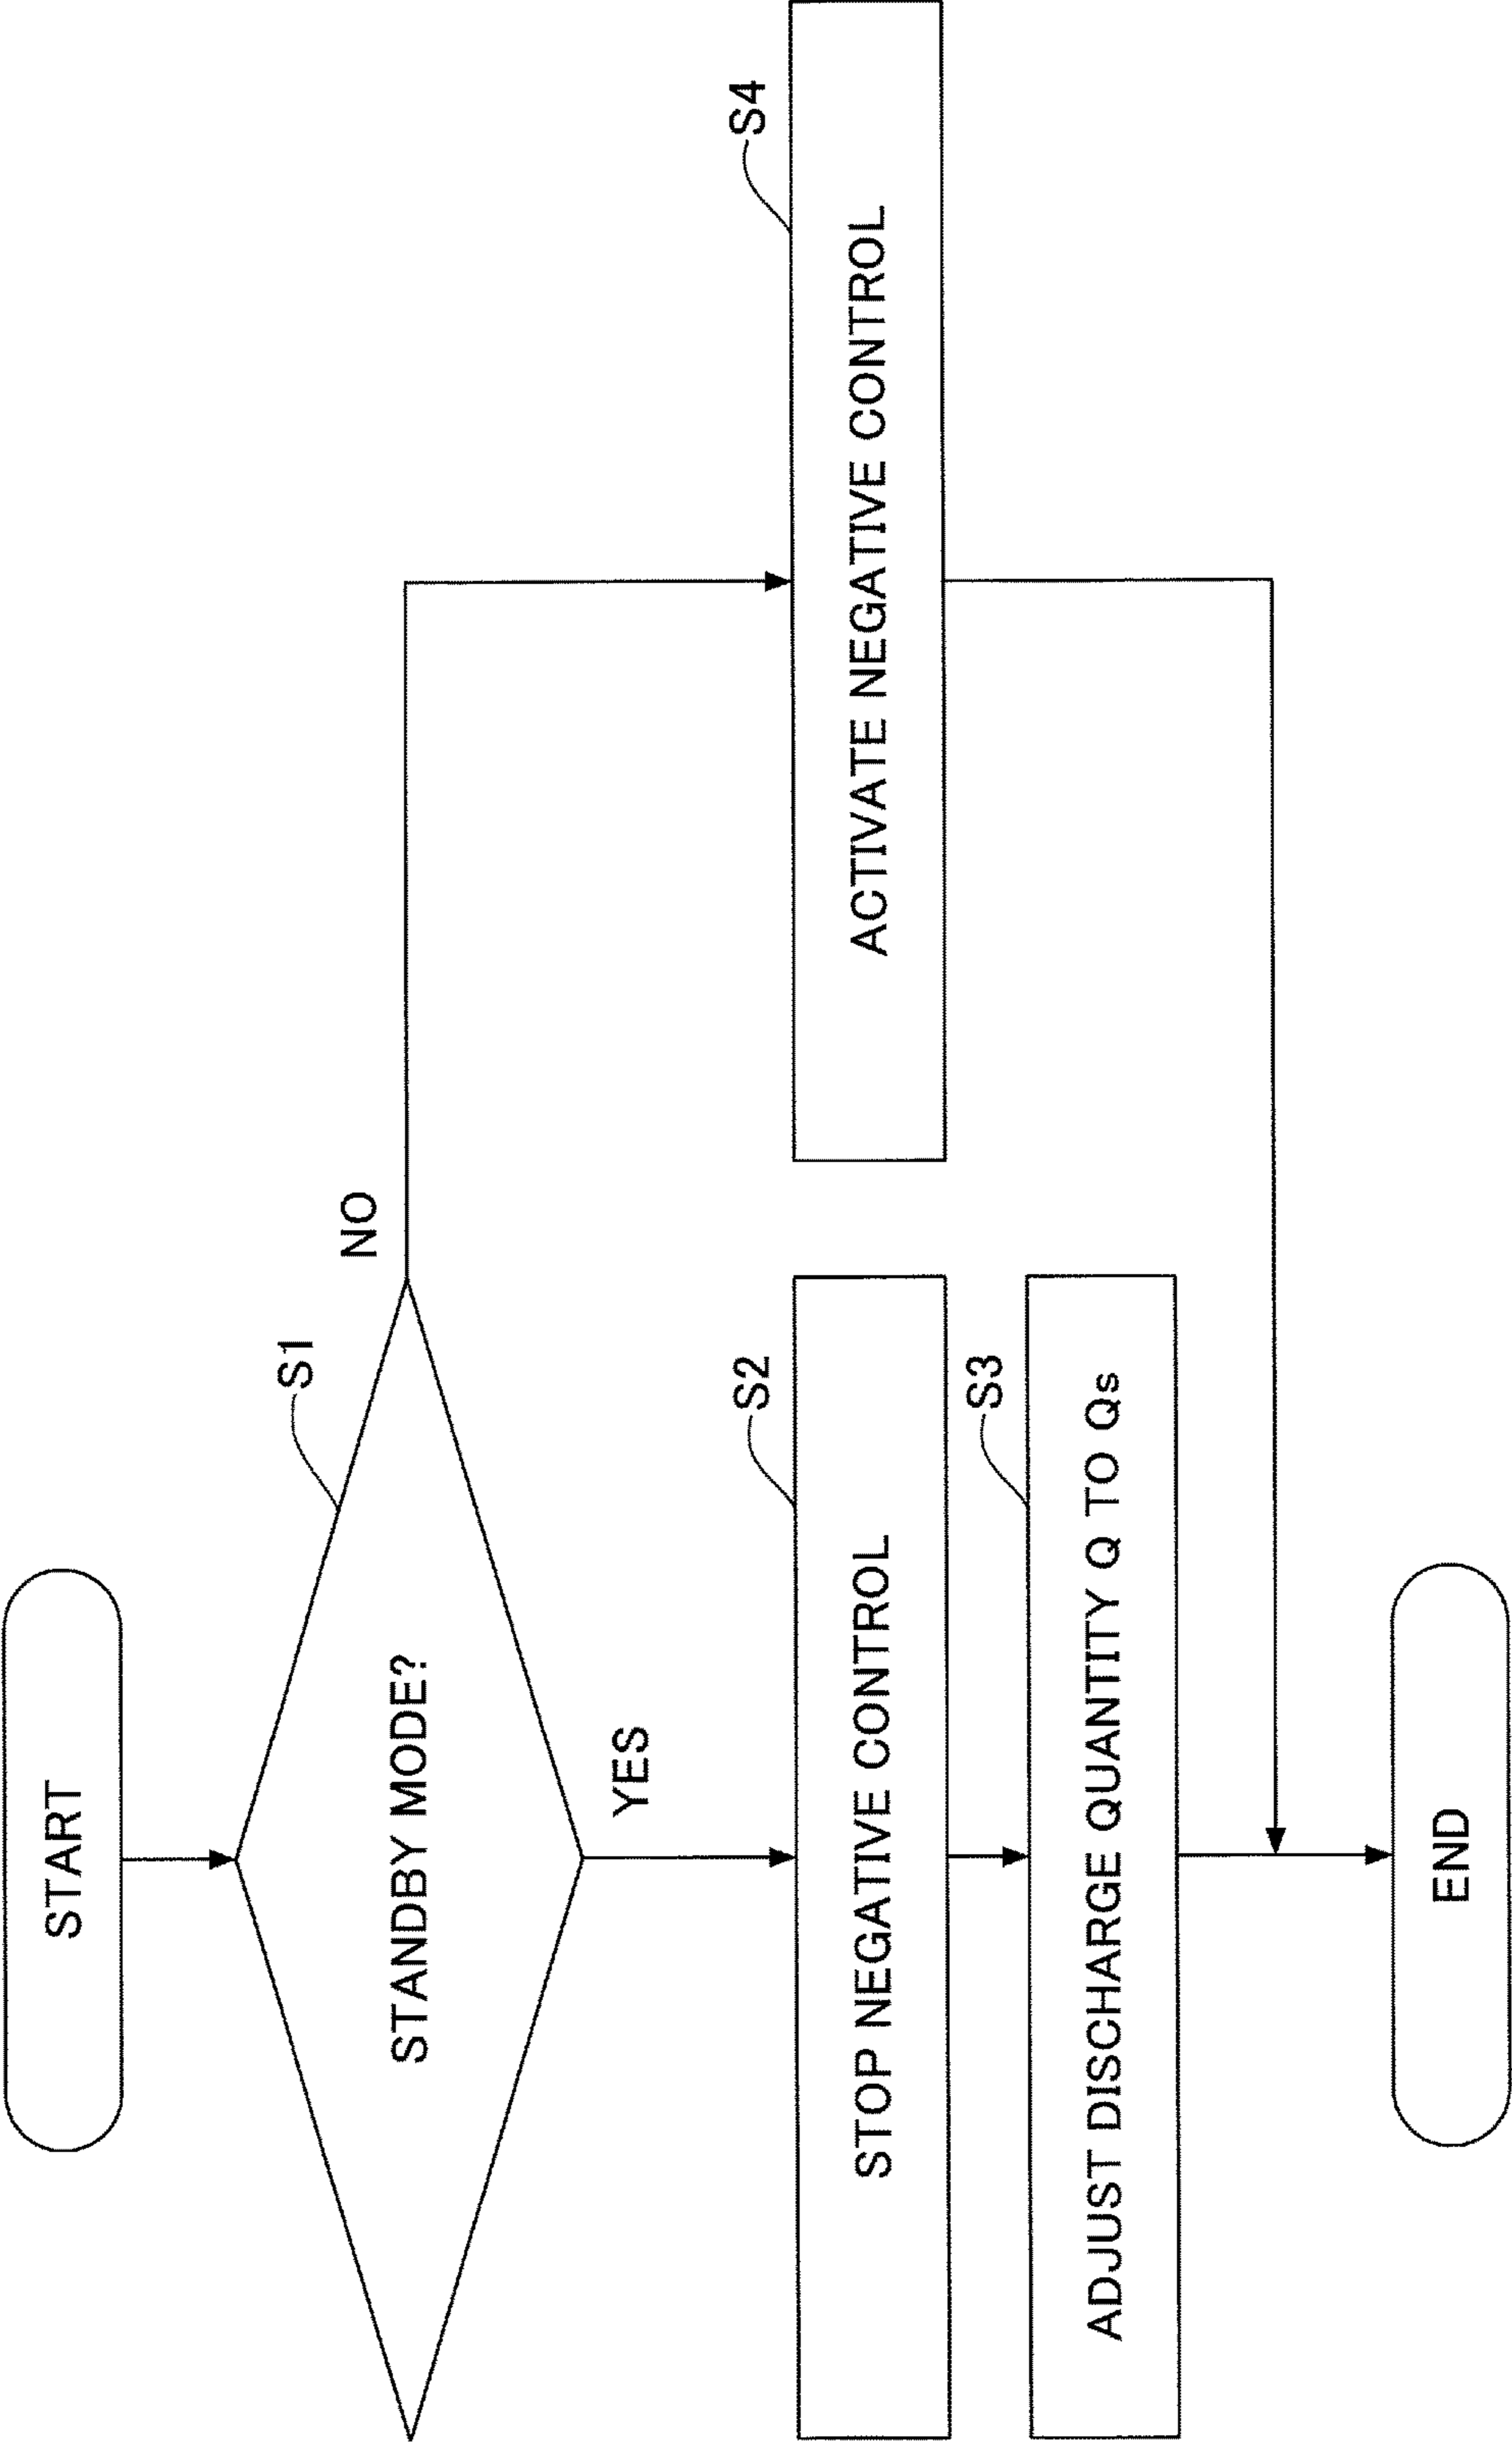 START
S1
STANDBY MODE?
NO
YES
S2
STOP NEGATIVE CONTROL
S4
ACTIVATE NEGATIVE CONTROL
S3
ADJUST DISCHARGE QUANTITY Q TO Qs
END